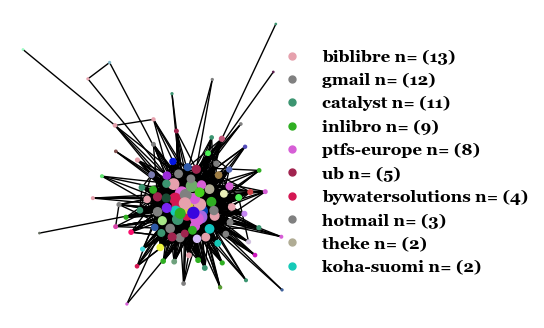 biblibre n= (13)
gmail n= (12)
catalyst n= (11)
inlibro n= (9)
ptfs-europe n= (8)
ub n= (5)
bywatersolutions n= (4)
hotmail n= (3)
theke n= (2)
koha-suomi n= (2)